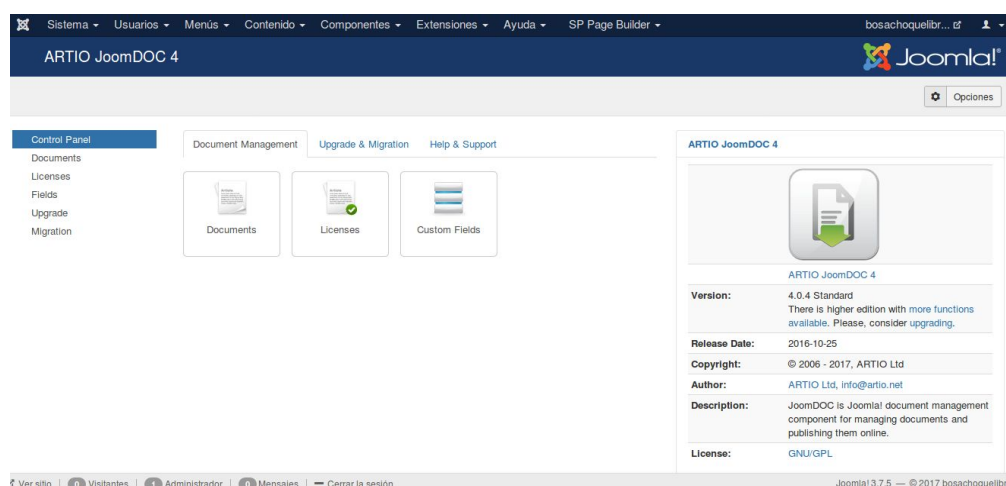 Sistema Usuarios Menús Contenido Componentes Extensiones Ayuda SP Page Builder bosachoquelibr...
ARTIO JoomDOC 4
Joomla!®
Opciones
Control Panel
Documents
Licenses
Fields
Upgrade
Migration
Document Management Upgrade & Migration Help & Support
Documents Licenses Custom Fields
ARTIO JoomDOC 4
ARTIO JoomDOC 4
Version: 4.0.4 Standard
There is higher edition with more functions
available. Please, consider upgrading.
Release Date: 2016-10-25
Copyright: © 2006 - 2017, ARTIO Ltd
Author: ARTIO Ltd, info@artio.net
Description: JoomDOC is Joomla! document management
component for managing documents and
publishing them online.
License: GNU/GPL
Ver sitio | 0 Visitantes | 1 Administrador | 0 Mensajes | Cerrar la sesión
Joomla! 3.7.5 — © 2017 bosachoquelibr